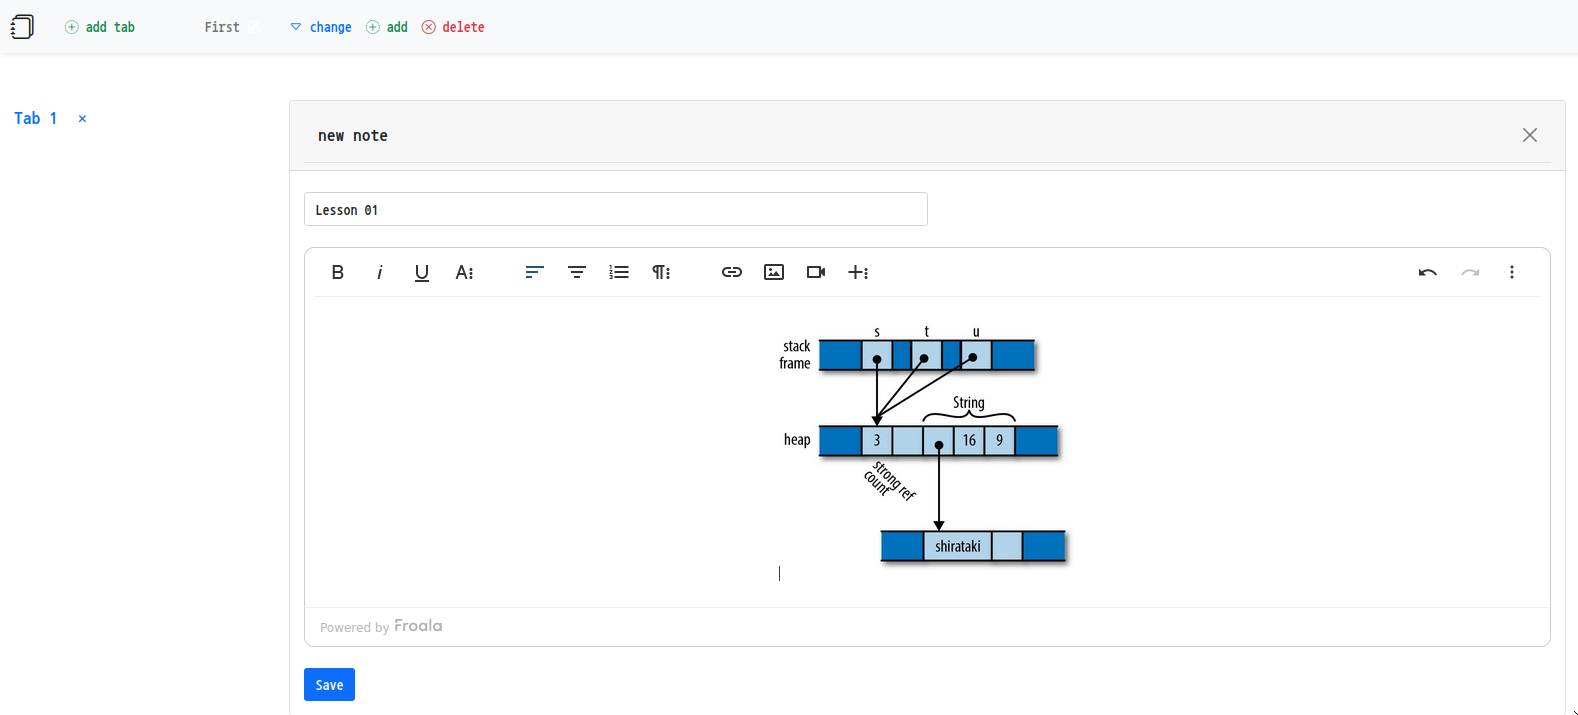 add tab First change add delete
Tab 1 ×
new note
Lesson 01
B i U A
s t u
stack
frame
String
heap 3 16 9
strong ref
count
shirataki
Powered by Froala
Save